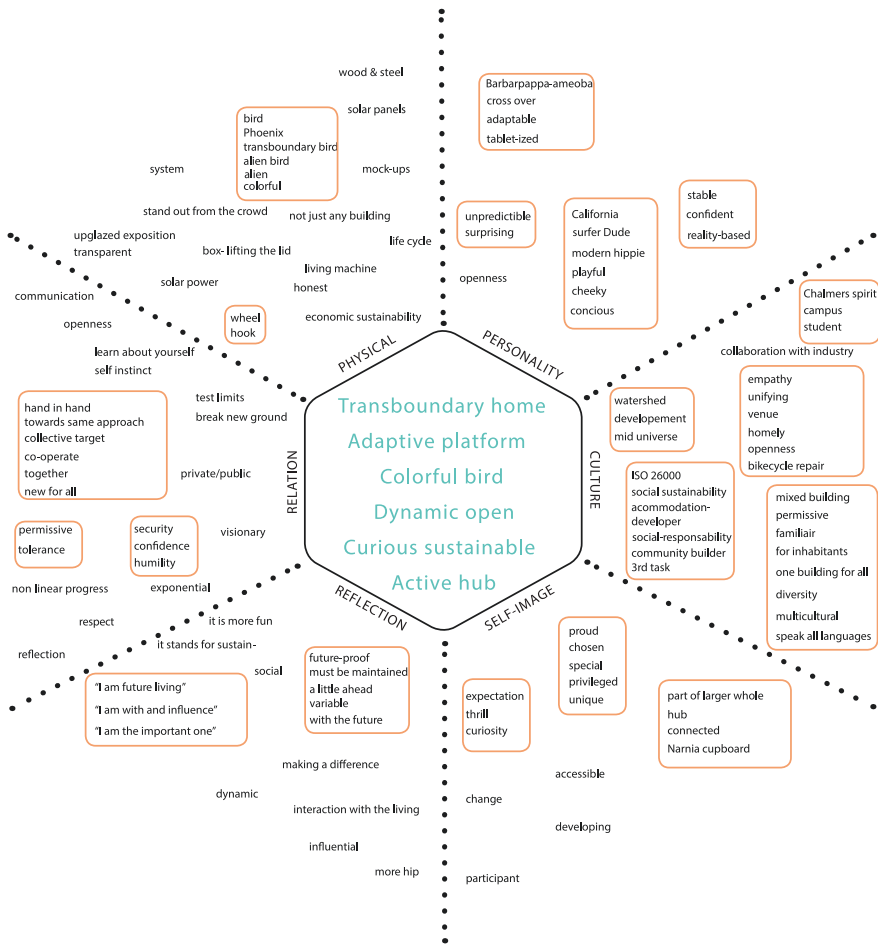 wood & steel
solar panels
bird
Phoenix
transboundary bird
alien bird
alien
colorful
system
mock-ups
stand out from the crowd
not just any building
upglazed exposition
transparent
box- lifting the lid
life cycle
living machine
solar power
honest
wheel
hook
economic sustainability
PHYSICAL
Barbarpappa-ameoba
cross over
adaptable
tablet-ized
unpredictible
surprising
California
surfer Dude
modern hippie
playful
cheeky
concious
stable
confident
reality-based
openness
PERSONALITY
Chalmers spirit
campus
student
collaboration with industry
watershed
developement
mid universe
empathy
unifying
venue
homely
openness
bikecycle repair
ISO 26000
social sustainability
acommodation-
developer
social-responsability
community builder
3rd task
mixed building
permissive
familiair
for inhabitants
one building for all
diversity
multicultural
speak all languages
CULTURE
communication
openness
learn about yourself
self instinct
test limits
break new ground
hand in hand
towards same approach
collective target
co-operate
together
new for all
private/public
permissive
tolerance
security
confidence
humility
visionary
non linear progress
exponential
respect
it is more fun
reflection
it stands for sustain-
RELATION
Transboundary home
Adaptive platform
Colorful bird
Dynamic open
Curious sustainable
Active hub
REFLECTION
social
"I am future living"
"I am with and influence"
"I am the important one"
future-proof
must be maintained
a little ahead
variable
with the future
making a difference
dynamic
interaction with the living
influential
more hip
SELF-IMAGE
proud
chosen
special
privileged
unique
expectation
thrill
curiosity
part of larger whole
hub
connected
Narnia cupboard
accessible
change
developing
participant